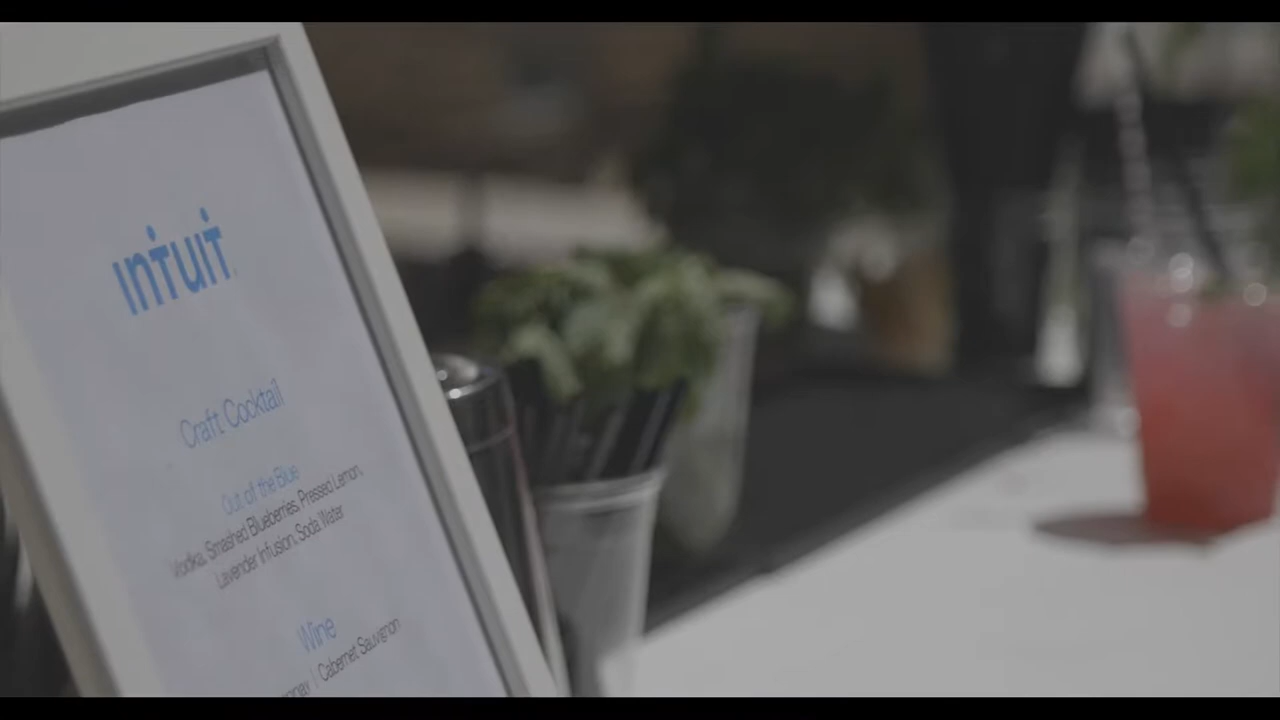 intuit
Craft Cocktail
Out of the Blue
Vodka, Smashed Blueberries, Pressed Lemon,
Lavender Infusion, Soda Water
Wine
| Cabernet Sauvignon